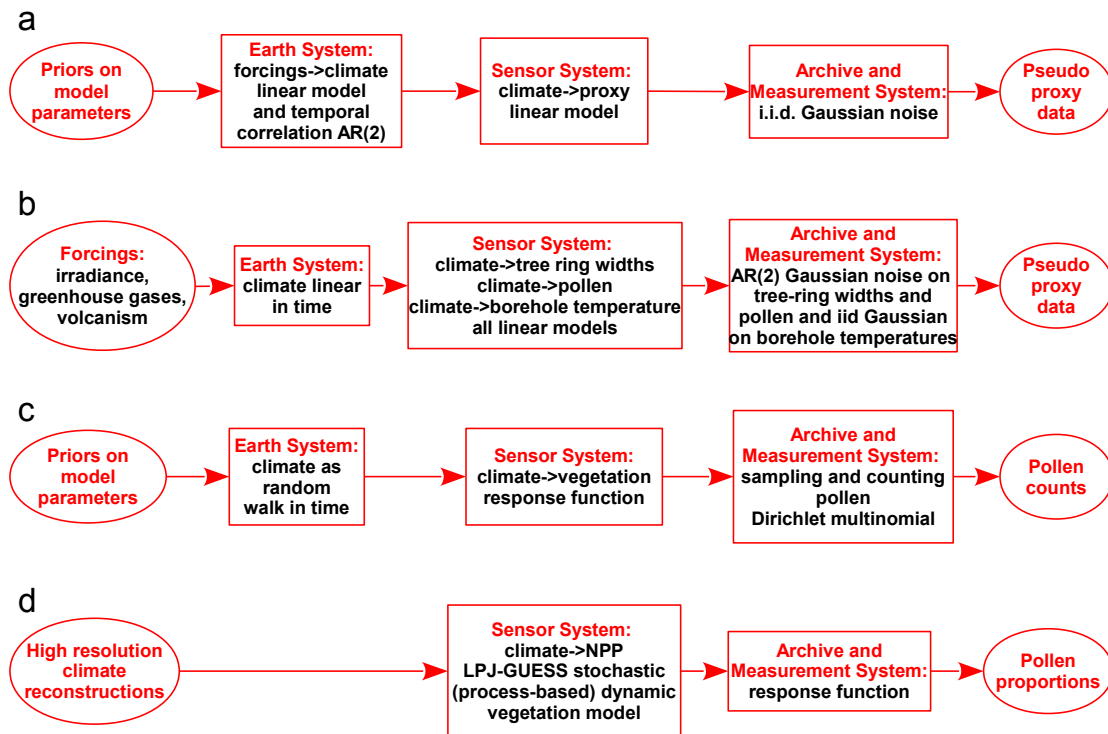 a
Priors on
model
parameters
Earth System:
forcings->climate
linear model
and temporal
correlation AR(2)
Sensor System:
climate->proxy
linear model
Archive and
Measurement System:
i.i.d. Gaussian noise
Pseudo
proxy
data
b
Forcings:
irradiance,
greenhouse gases,
volcanism
Earth System:
climate linear
in time
Sensor System:
climate->tree ring widths
climate->pollen
climate->borehole temperature
all linear models
Archive and
Measurement System:
AR(2) Gaussian noise on
tree-ring widths and
pollen and iid Gaussian
on borehole temperatures
Pseudo
proxy
data
c
Priors on
model
parameters
Earth System:
climate as
random
walk in time
Sensor System:
climate->vegetation
response function
Archive and
Measurement System:
sampling and counting
pollen
Dirichlet multinomial
Pollen
counts
d
High resolution
climate
reconstructions
Sensor System:
climate->NPP
LPJ-GUESS stochastic
(process-based) dynamic
vegetation model
Archive and
Measurement System:
response function
Pollen
proportions